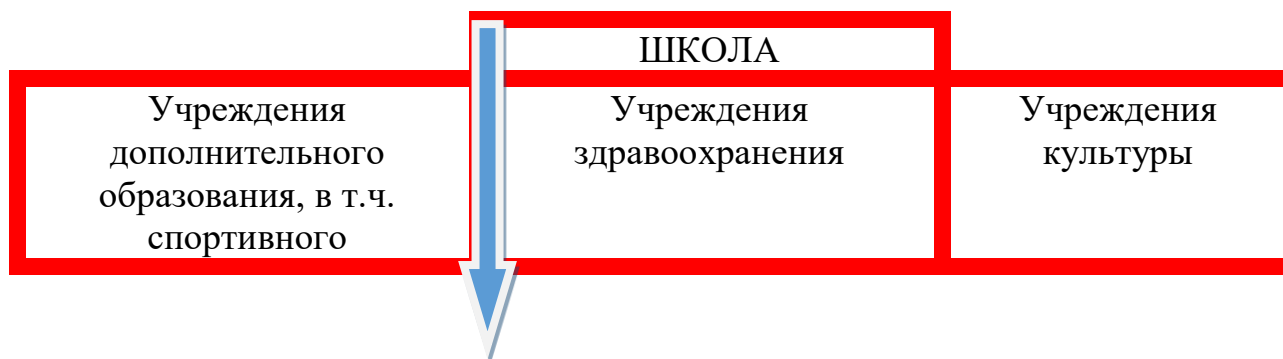 ШКОЛА
Учреждения
дополнительного
образования, в т.ч.
спортивного
Учреждения
здравоохранения
Учреждения
культуры